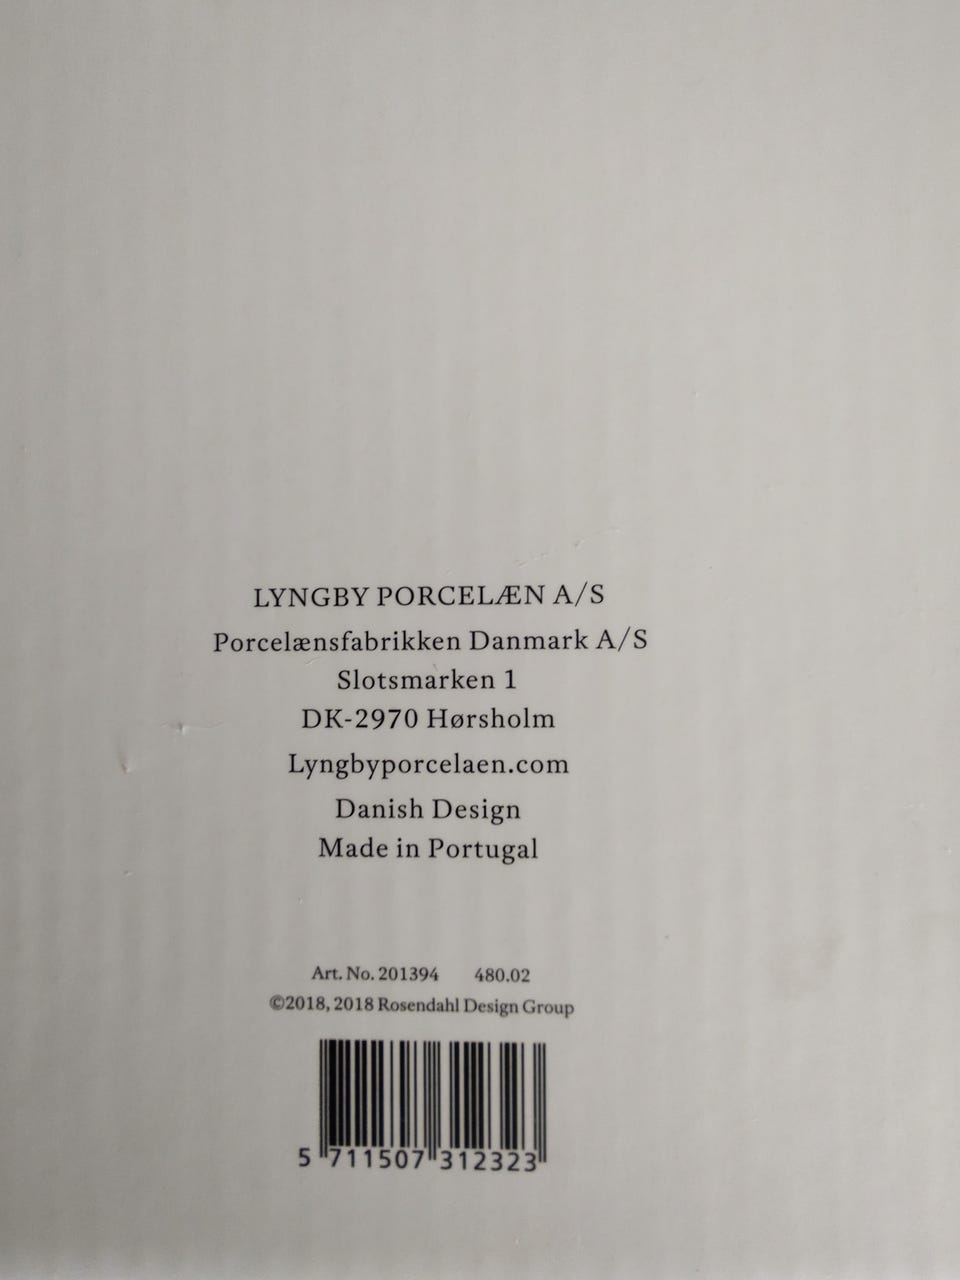 LYNGBY PORCELÆN A/S
Porcelænsfabrikken Danmark A/S
Slotsmarken 1
DK-2970 Hørsholm
Lyngbyporcelaen.com
Danish Design
Made in Portugal
Art. No. 201394 480.02
©2018, 2018 Rosendahl Design Group
5 711507 312323